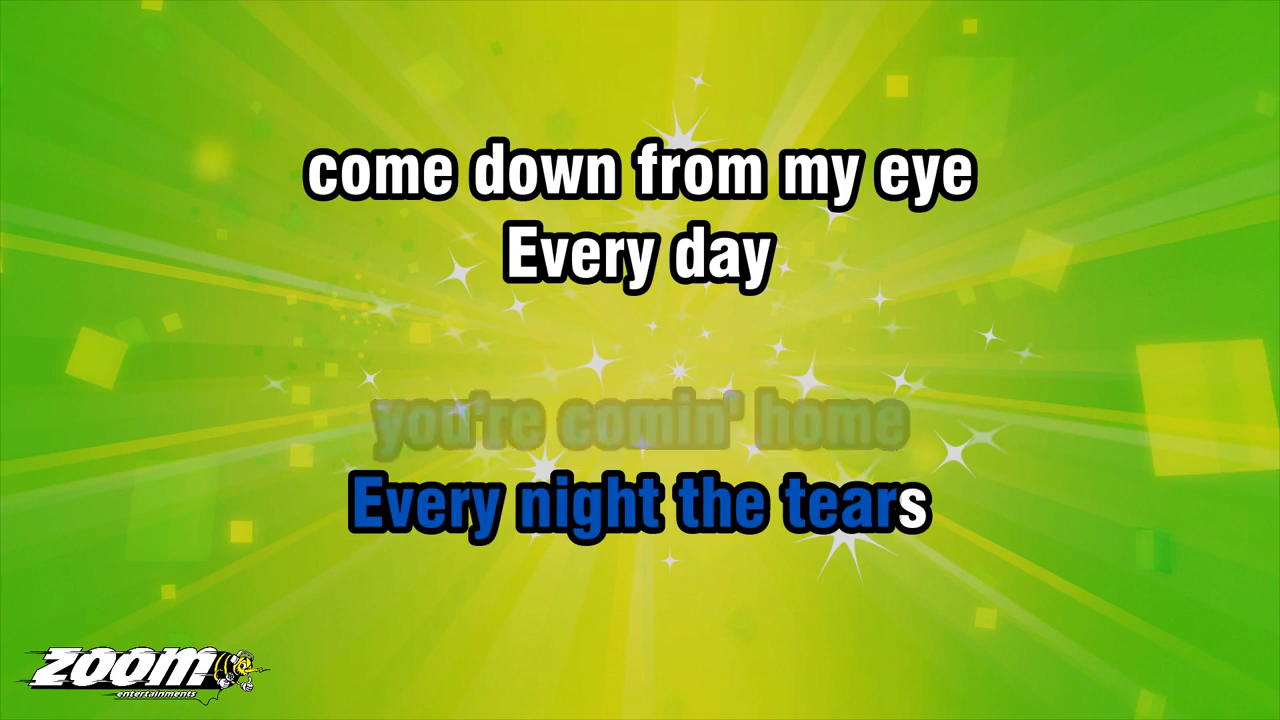 come down from my eye
Every day
you're comin' home
Every night the tears
zoom
entertainments